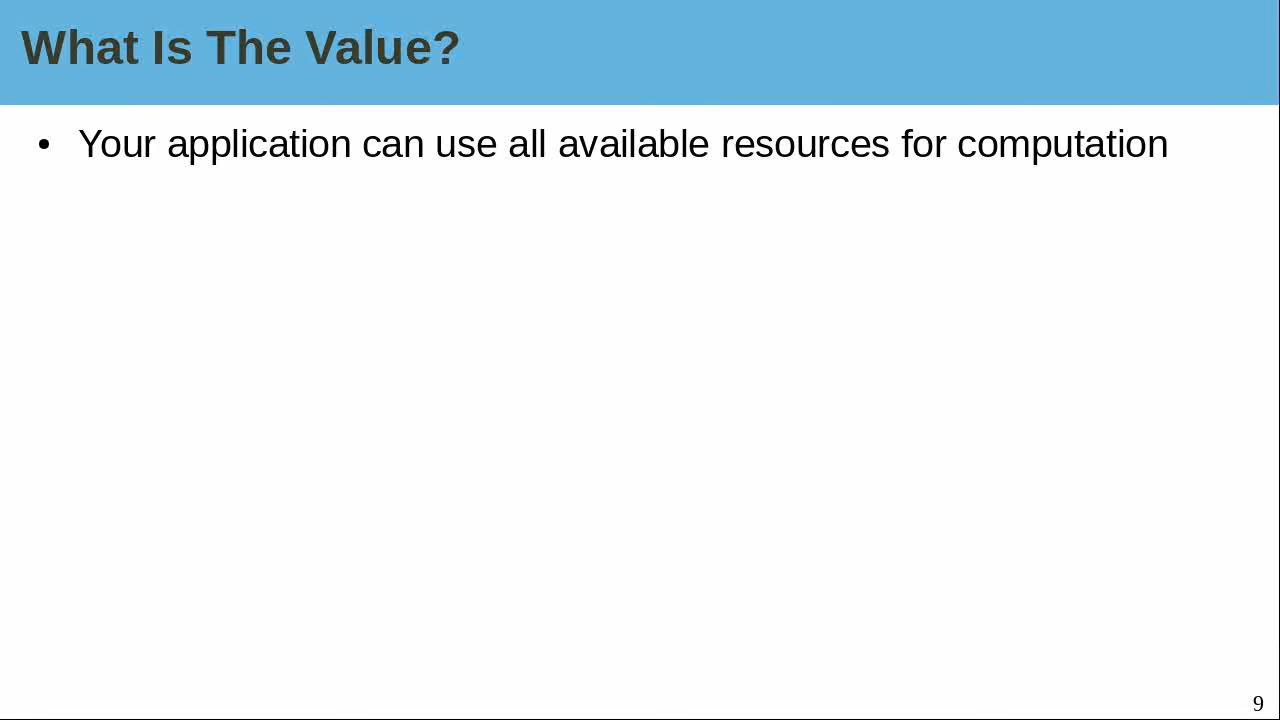 What Is The Value?
• Your application can use all available resources for computation
9